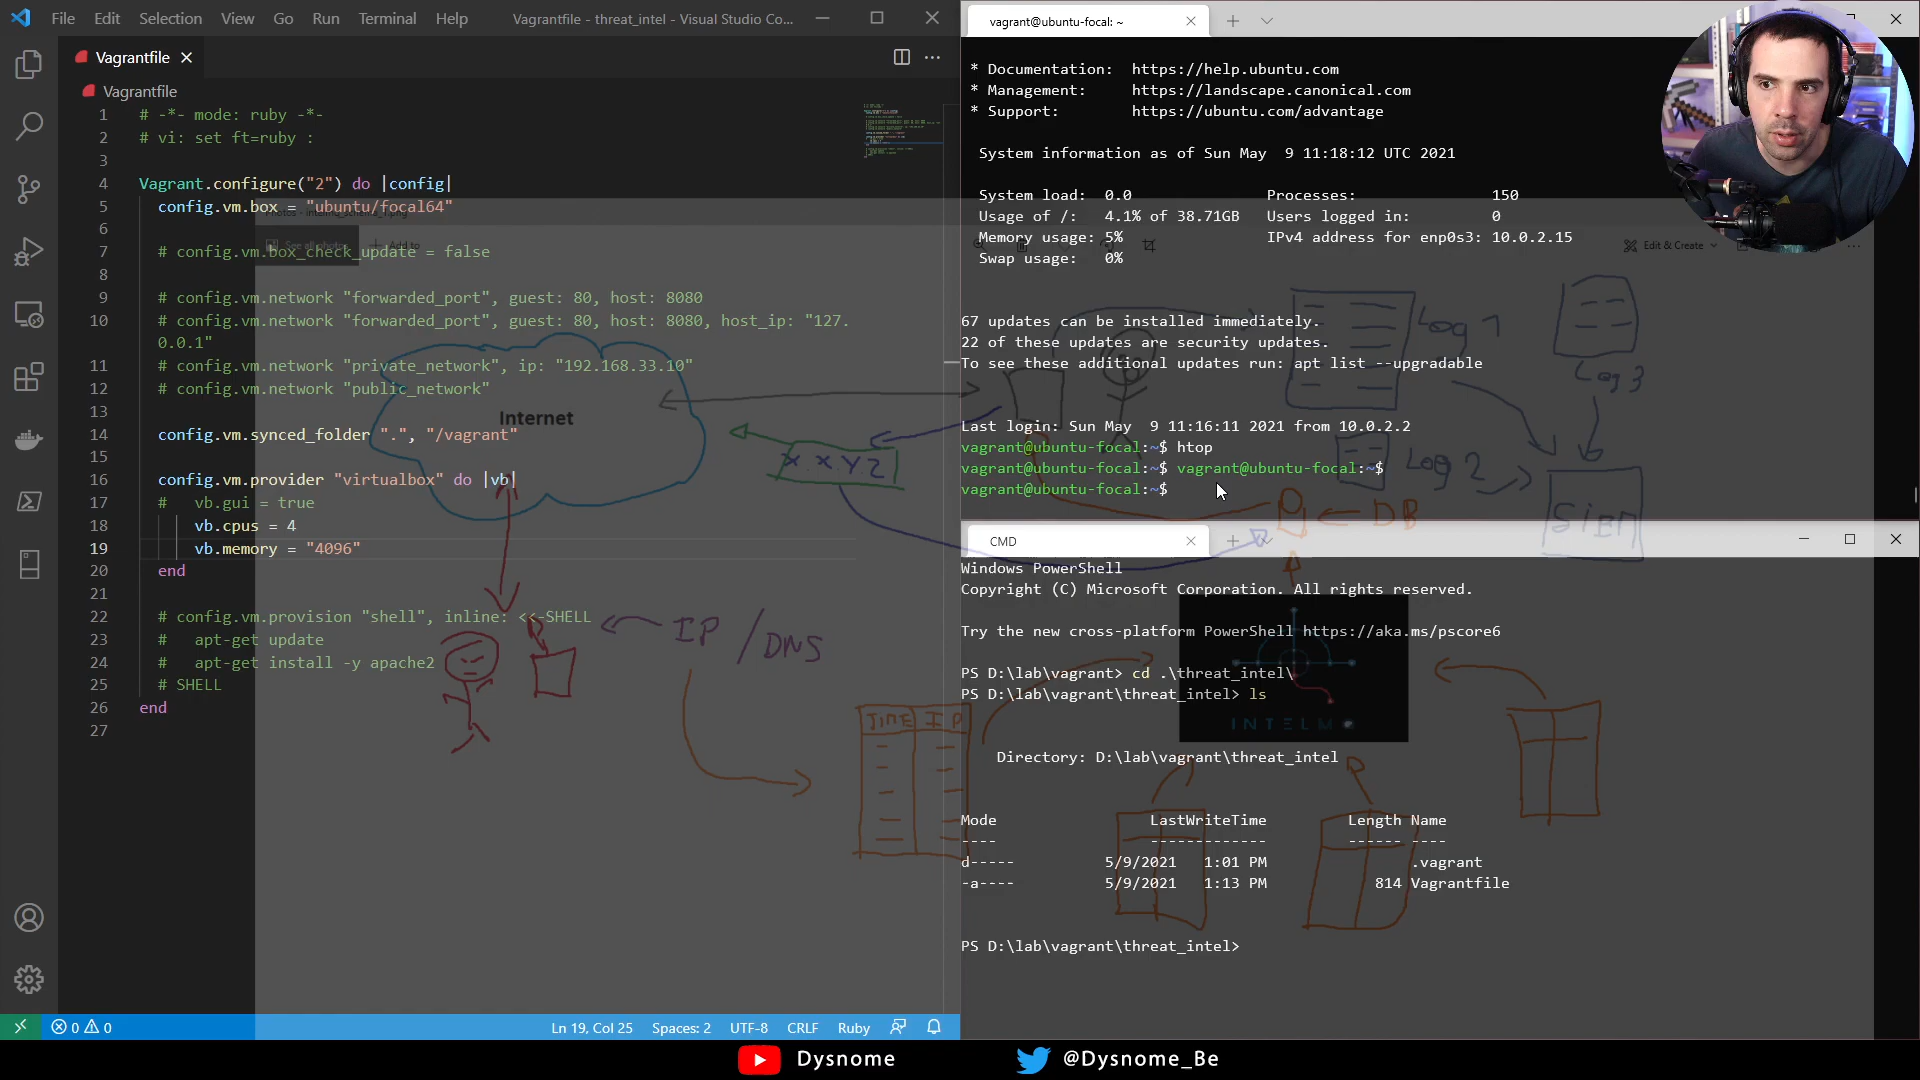 File Edit Selection View Go Run Terminal Help Vagrantfile - threat_intel - Visual Studio Co...
Vagrantfile
Vagrantfile
1 # -*- mode: ruby -*-
2 # vi: set ft=ruby :
3
4 Vagrant.configure("2") do |config|
5 config.vm.box = "ubuntu/focal64"
6
7 # config.vm.box_check_update = false
8
9 # config.vm.network "forwarded_port", guest: 80, host: 8080
10 # config.vm.network "forwarded_port", guest: 80, host: 8080, host_ip: "127.
0.0.1"
11 # config.vm.network "private_network", ip: "192.168.33.10"
12 # config.vm.network "public_network"
13
14 config.vm.synced_folder ".", "/vagrant"
15
16 config.vm.provider "virtualbox" do |vb|
17 # vb.gui = true
18 vb.cpus = 4
19 vb.memory = "4096"
20 end
21
22 # config.vm.provision "shell", inline: <<-SHELL
23 # apt-get update
24 # apt-get install -y apache2
25 # SHELL
26 end
27
See all photos + Add to
Internet
IP / DNS
TIME IP
0 0 Ln 19, Col 25 Spaces: 2 UTF-8 CRLF Ruby
vagrant@ubuntu-focal: ~
* Documentation: https://help.ubuntu.com
* Management: https://landscape.canonical.com
* Support: https://ubuntu.com/advantage
System information as of Sun May 9 11:18:12 UTC 2021
System load: 0.0 Processes: 150
Usage of /: 4.1% of 38.71GB Users logged in: 0
Memory usage: 5% IPv4 address for enp0s3: 10.0.2.15
Swap usage: 0%
Edit & Create
67 updates can be installed immediately.
22 of these updates are security updates.
To see these additional updates run: apt list --upgradable
Log 1
Log 3
Last login: Sun May 9 11:16:11 2021 from 10.0.2.2
vagrant@ubuntu-focal:~$ htop
vagrant@ubuntu-focal:~$ vagrant@ubuntu-focal:~$
vagrant@ubuntu-focal:~$
X.X.Y.Z
Log 2
DB
SIEM
CMD
Windows PowerShell
Copyright (C) Microsoft Corporation. All rights reserved.
Try the new cross-platform PowerShell https://aka.ms/pscore6
PS D:\lab\vagrant> cd .\threat_intel\
PS D:\lab\vagrant\threat_intel> ls
INTELM
Directory: D:\lab\vagrant\threat_intel
Mode LastWriteTime Length Name
---- ------------- ------ ----
d----- 5/9/2021 1:01 PM .vagrant
-a---- 5/9/2021 1:13 PM 814 Vagrantfile
PS D:\lab\vagrant\threat_intel>
Dysnome @Dysnome_Be